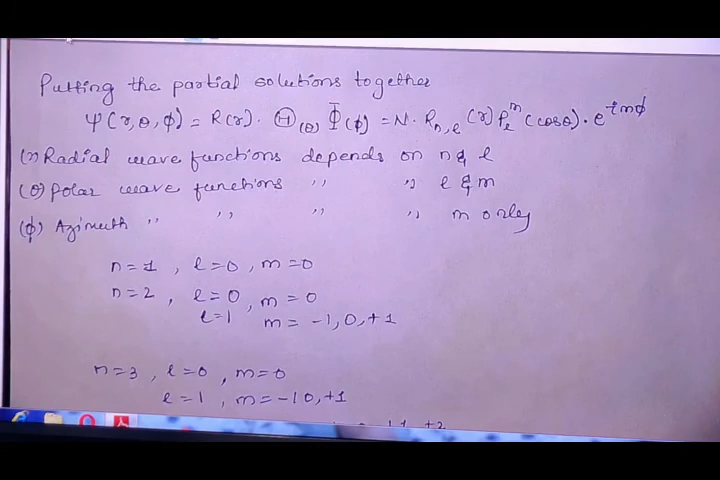 Putting the partial solutions together
ψ(r,θ,φ) = R(r). Θ(θ) Φ(φ) = N. R_{n,l} (r) P_l^m (cosθ). e^{±imφ}
(r) Radial wave functions depends on n & l
(θ) Polar wave functions ,, ,, l & m
(φ) Azimuth ,, ,, ,, ,, m only
n=1, l=0, m=0
n=2, l=0, m=0
l=1 m= -1,0,+1
n=3, l=0, m=0
l=1, m=-1 0,+1
+2